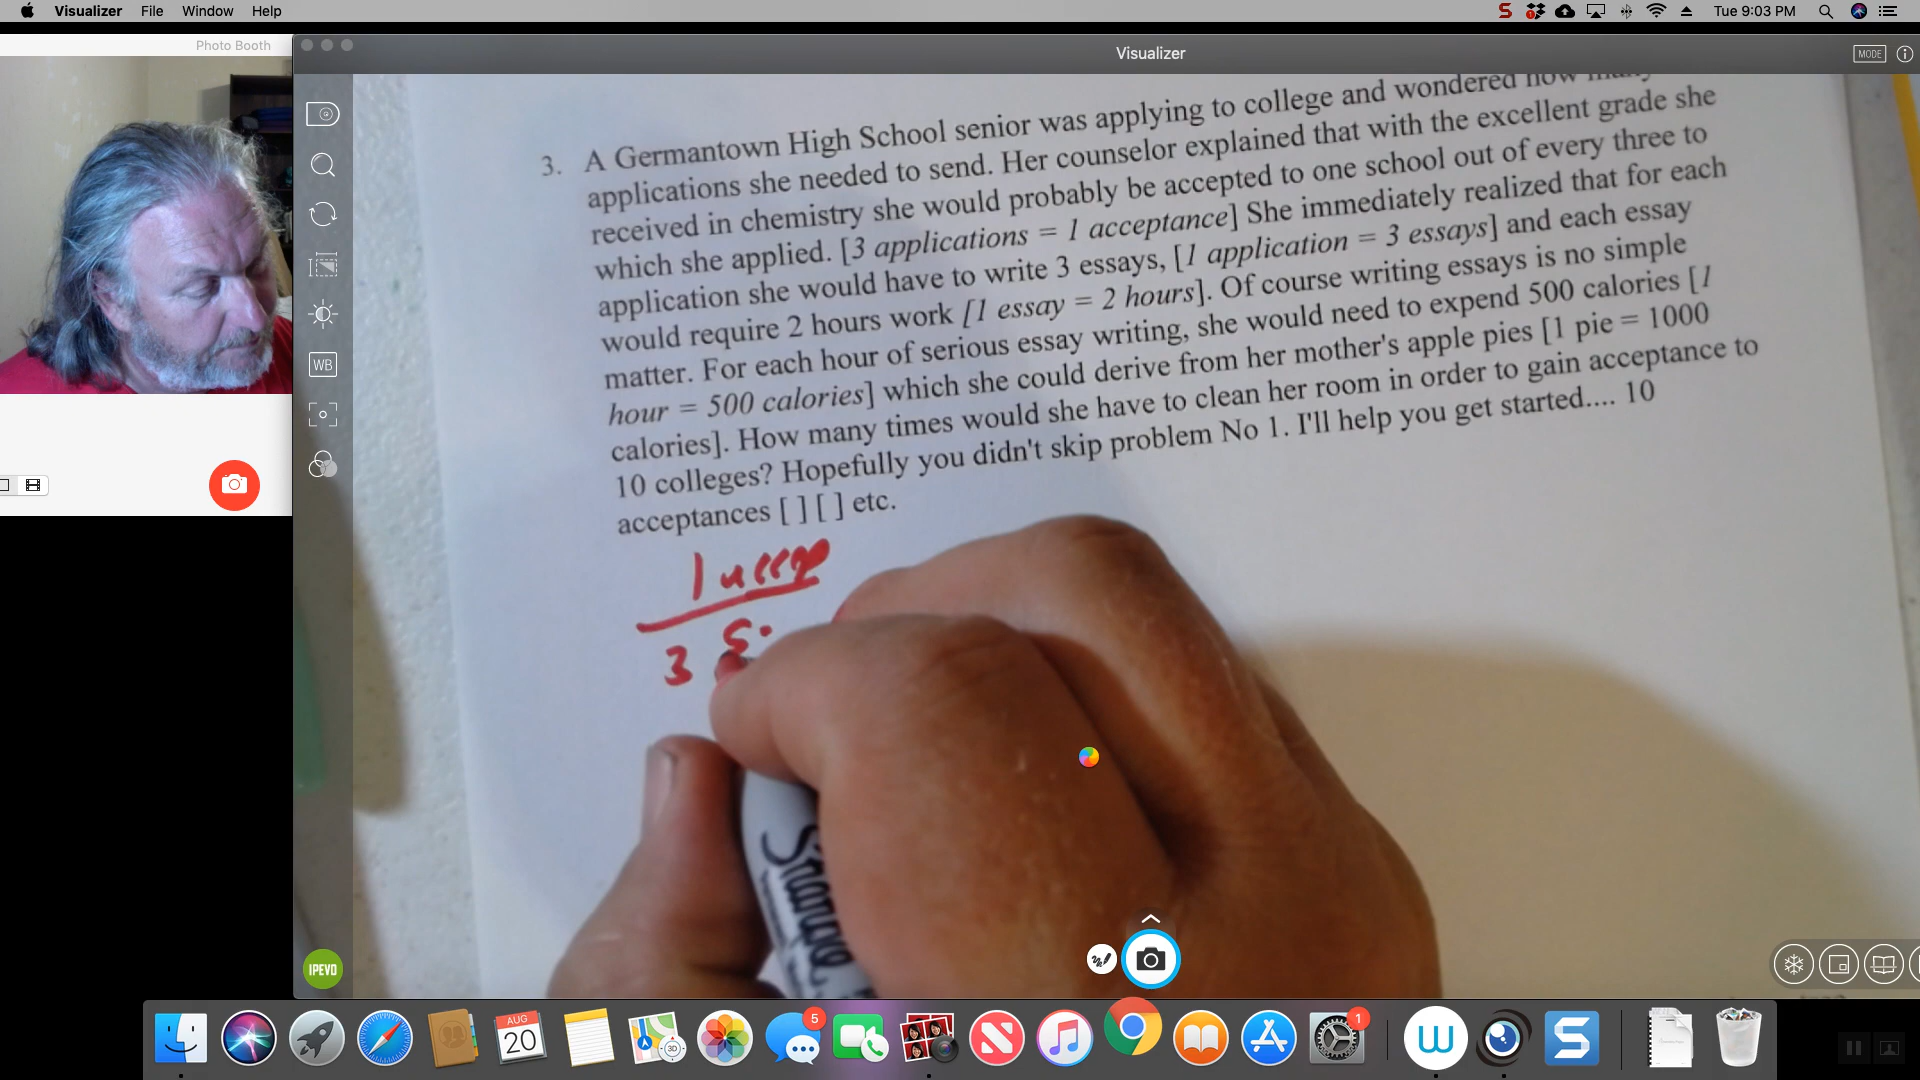 Visualizer File Window Help
Tue 9:03 PM
Photo Booth
Visualizer
MODE
3. A Germantown High School senior was applying to college and wondered how many
applications she needed to send. Her counselor explained that with the excellent grade she
received in chemistry she would probably be accepted to one school out of every three to
which she applied. [3 applications = 1 acceptance] She immediately realized that for each
application she would have to write 3 essays, [1 application = 3 essays] and each essay
would require 2 hours work [1 essay = 2 hours]. Of course writing essays is no simple
matter. For each hour of serious essay writing, she would need to expend 500 calories [1
hour = 500 calories] which she could derive from her mother's apple pies [1 pie = 1000
calories]. How many times would she have to clean her room in order to gain acceptance to
10 colleges? Hopefully you didn't skip problem No 1. I'll help you get started.... 10
acceptances [ ] [ ] etc.
1
3
WB
Sharpie
IPEVO
AUG
20
5
3D
1
W
S